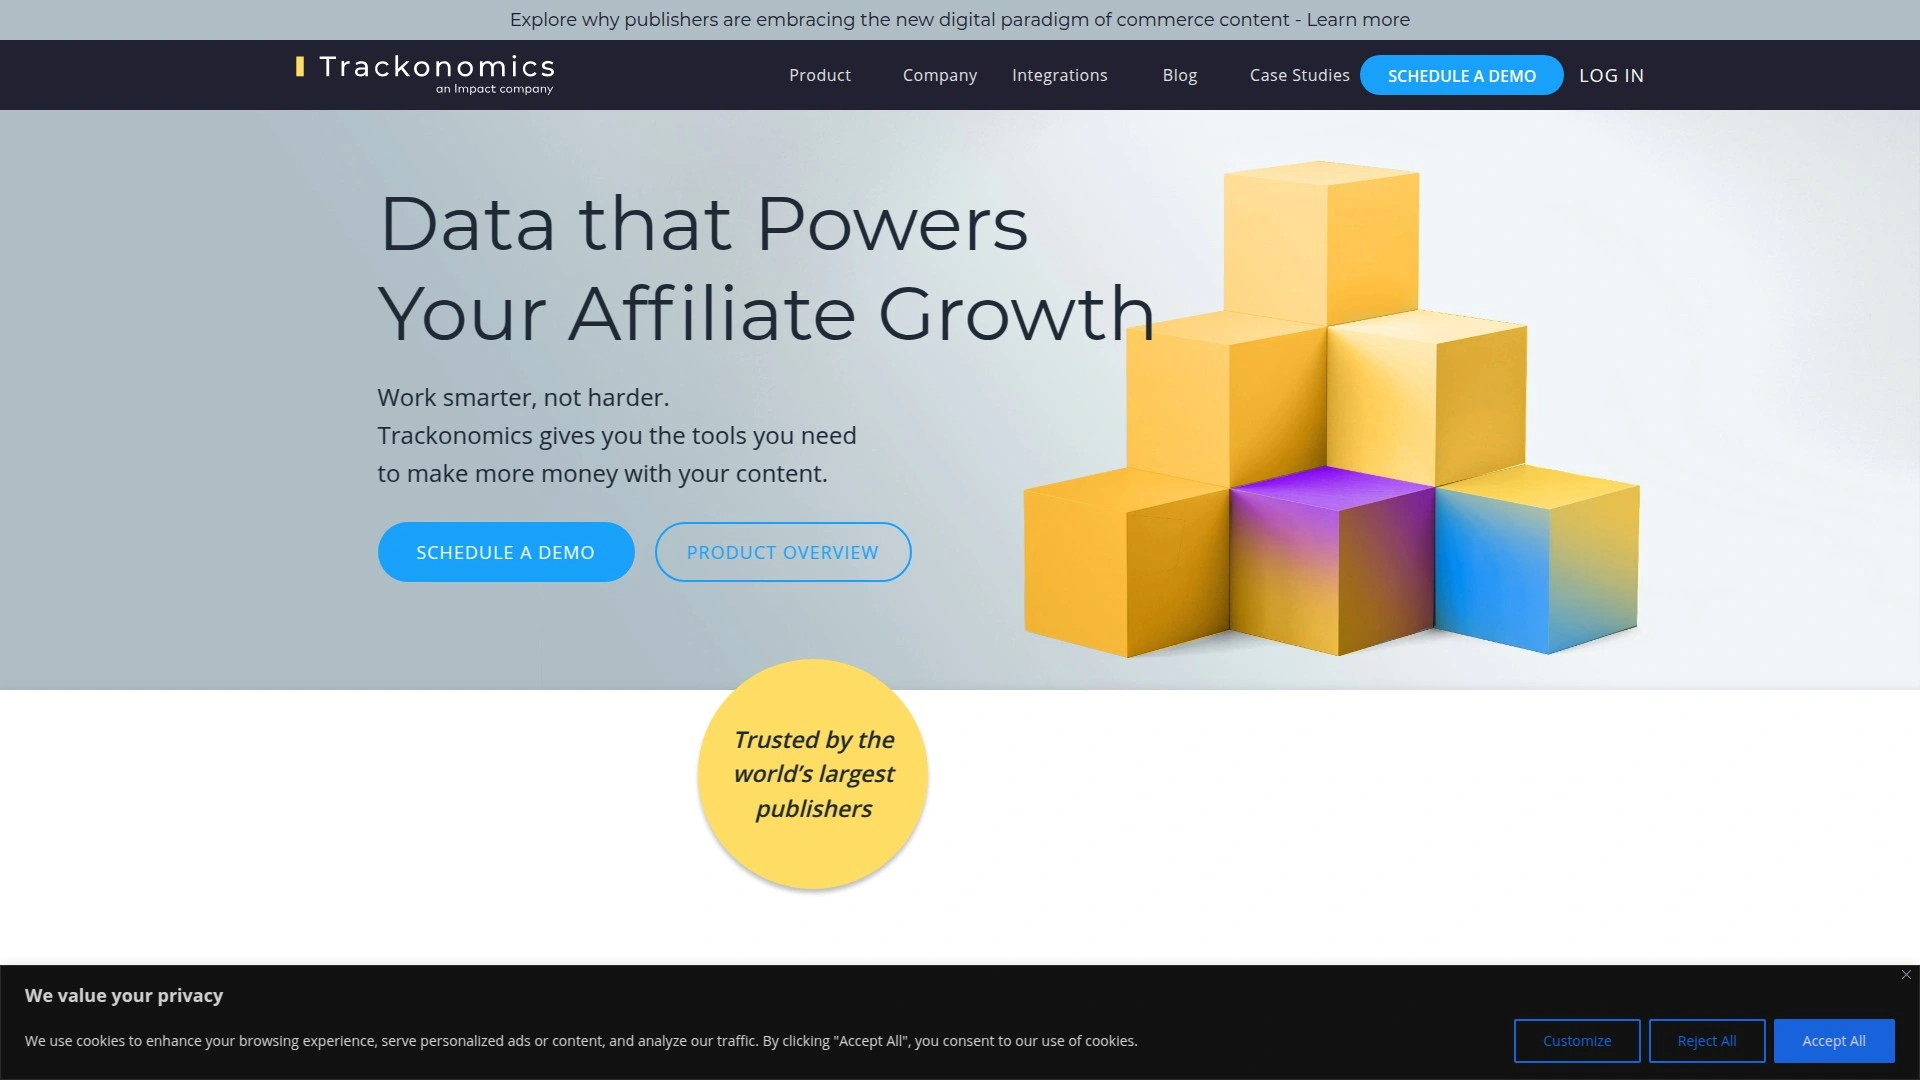 Explore why publishers are embracing the new digital paradigm of commerce content - Learn more
Trackonomics
an Impact company
Product
Company
Integrations
Blog
Case Studies
SCHEDULE A DEMO
LOG IN
Data that Powers
Your Affiliate Growth
Work smarter, not harder.
Trackonomics gives you the tools you need
to make more money with your content.
SCHEDULE A DEMO
PRODUCT OVERVIEW
Trusted by the
world’s largest
publishers
We value your privacy
We use cookies to enhance your browsing experience, serve personalized ads or content, and analyze our traffic. By clicking "Accept All", you consent to our use of cookies.
Customize
Reject All
Accept All